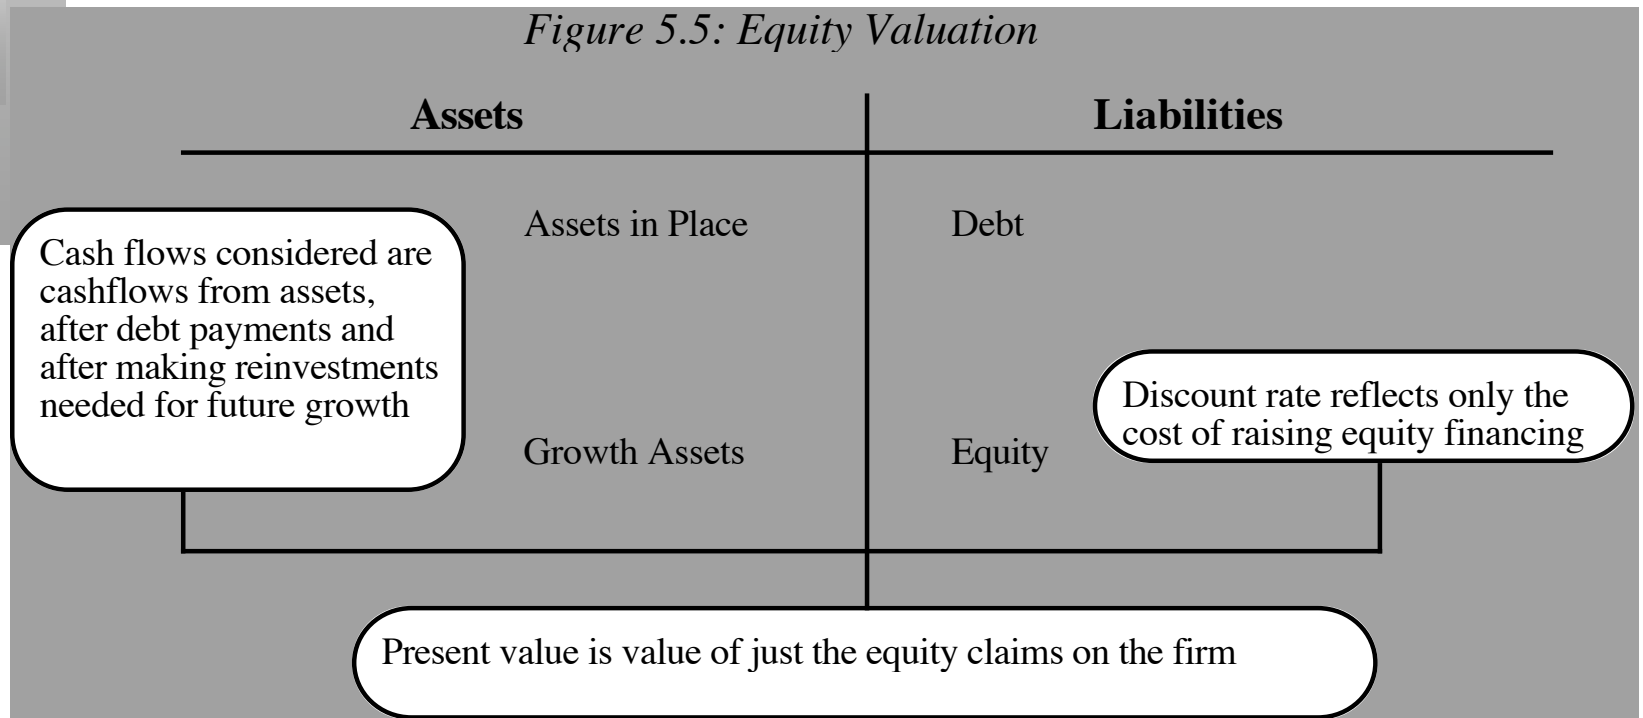 Figure 5.5: Equity Valuation
Assets
Liabilities
Assets in Place
Debt
Cash flows considered are
cashflows from assets,
after debt payments and
after making reinvestments
needed for future growth
Growth Assets
Equity
Discount rate reflects only the
cost of raising equity financing
Present value is value of just the equity claims on the firm